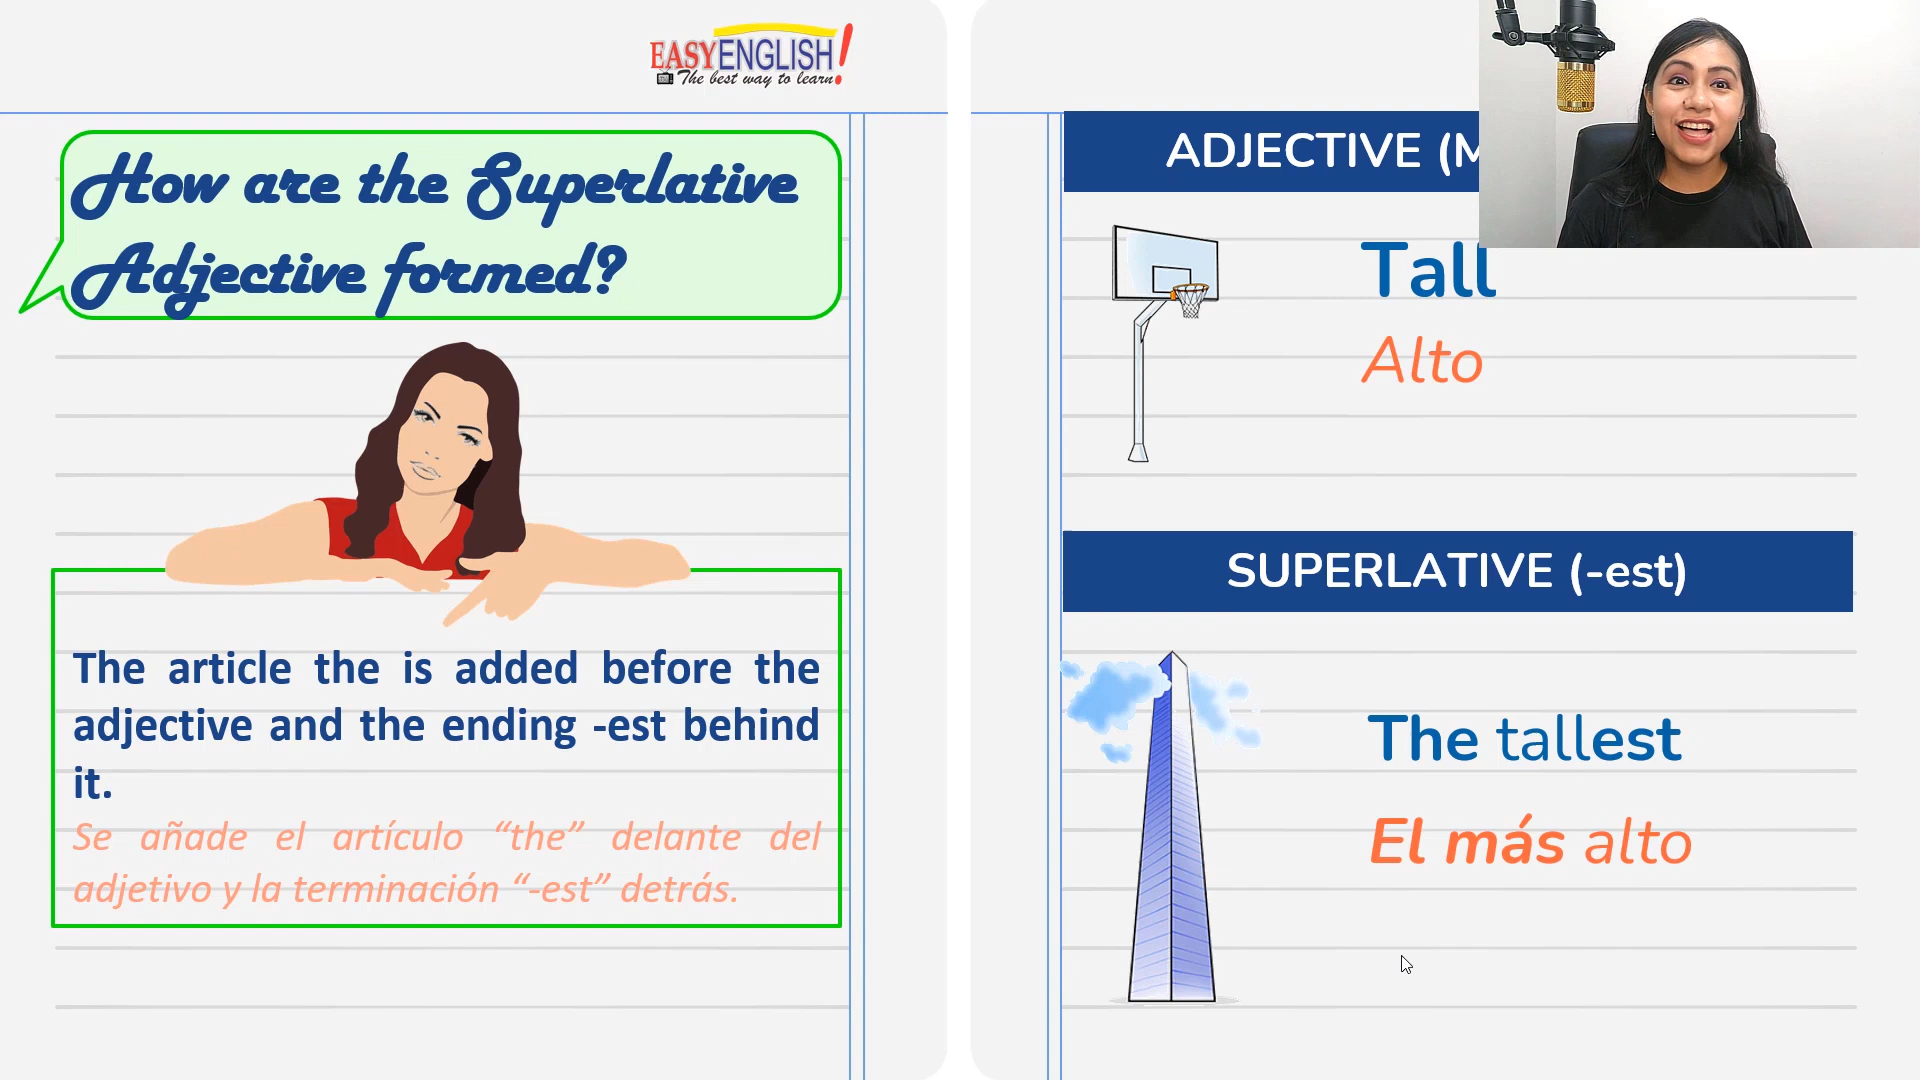 EASYENGLISH!
The best way to learn!
How are the Superlative
Adjective formed?
The article the is added before the
adjective and the ending -est behind
it.
Se añade el artículo “the” delante del
adjetivo y la terminación “-est” detrás.
ADJECTIVE (M
Tall
Alto
SUPERLATIVE (-est)
The tallest
El más alto